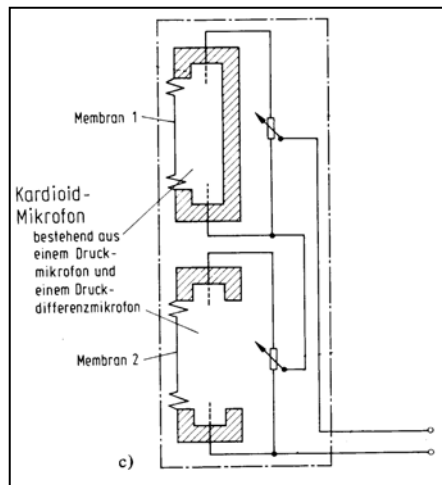 Membran 1
Kardioid-
Mikrofon
bestehend aus
einem Druck-
mikrofon und
einem Druck-
differenzmikrofon
Membran 2
c)